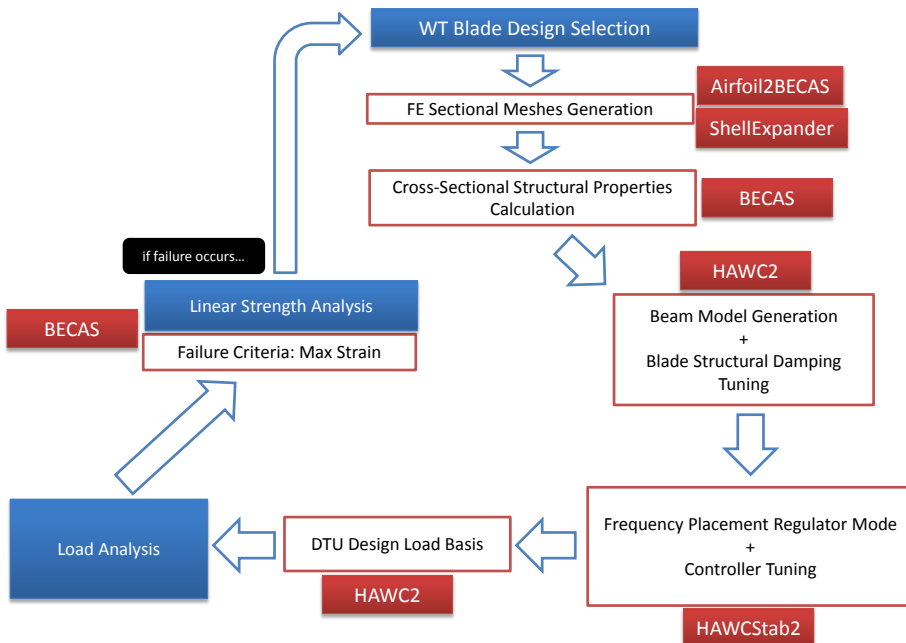 WT Blade Design Selection
Airfoil2BECAS
FE Sectional Meshes Generation
ShellExpander
Cross-Sectional Structural Properties
Calculation
BECAS
if failure occurs...
HAWC2
Linear Strength Analysis
BECAS
Failure Criteria: Max Strain
Beam Model Generation
+
Blade Structural Damping
Tuning
Frequency Placement Regulator Mode
+
Controller Tuning
HAWCStab2
DTU Design Load Basis
HAWC2
Load Analysis